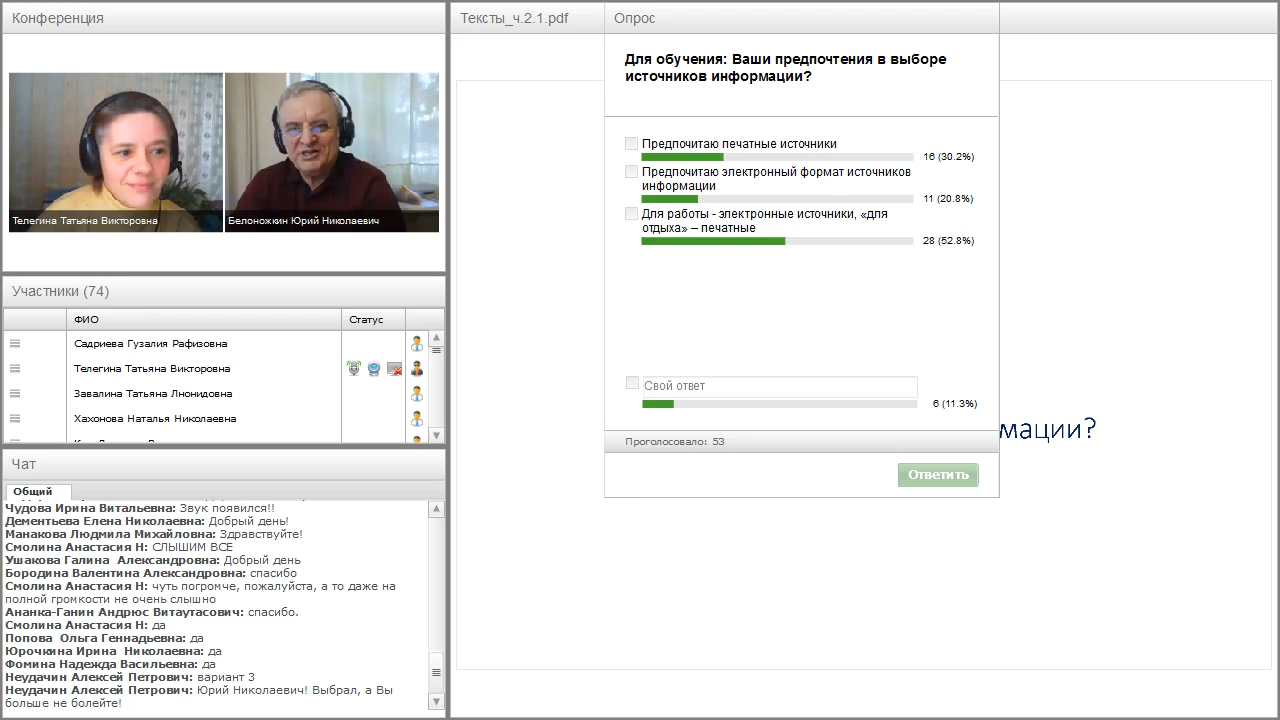 Конференция
Телегина Татьяна Викторовна
Белоножкин Юрий Николаевич
Участники (74)
ФИО
Статус
Садриева Гузалия Рафизовна
Телегина Татьяна Викторовна
Завалина Татьяна Лнонидовна
Хахонова Наталья Николаевна
Чат
Общий
Чудова Ирина Витальевна: Звук появился!!
Дементьева Елена Николаевна: Добрый день!
Манакова Людмила Михайловна: Здравствуйте!
Смолина Анастасия Н: СЛЫШИМ ВСЕ
Ушакова Галина  Александровна: Добрый день
Бородина Валентина Александровна: спасибо
Смолина Анастасия Н: чуть погромче, пожалуйста, а то даже на
полной громкости не очень слышно
Ананка-Ганин Андрюс Витаутасович: спасибо.
Смолина Анастасия Н: да
Попова  Ольга Геннадьевна: да
Юрочкина Ирина  Николаевна: да
Фомина Надежда Васильевна: да
Неудачин Алексей Петрович: вариант 3
Неудачин Алексей Петрович: Юрий Николаевич! Выбрал, а Вы
больше не болейте!
Тексты_ч.2.1.pdf
Опрос
Для обучения: Ваши предпочтения в выборе
источников информации?
Предпочитаю печатные источники
16 (30.2%)
Предпочитаю электронный формат источников
информации
11 (20.8%)
Для работы - электронные источники, «для
отдыха» – печатные
28 (52.8%)
Свой ответ
6 (11.3%)
Проголосовало: 53
Ответить
мации?